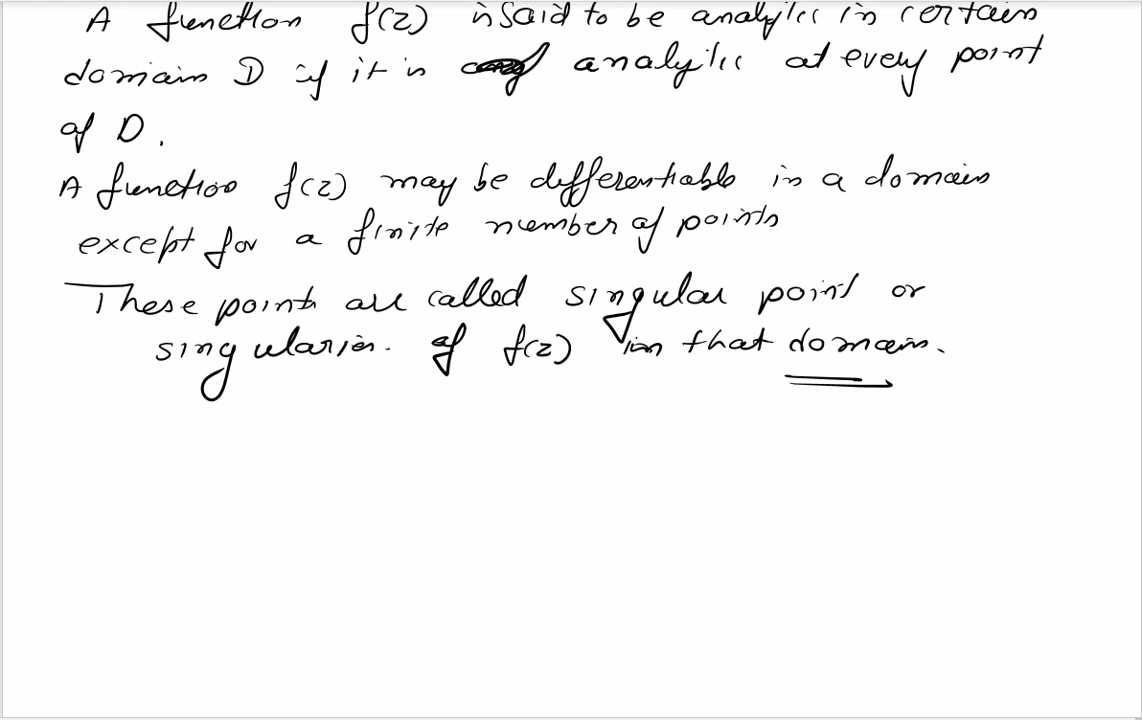 A function f(z) is said to be analytic in certain
domain D if it is analytic at every point
of D.
A function f(z) may be differentiable in a domain
except for a finite number of points
These points are called singular point or
singularies. of f(z) in that domain.